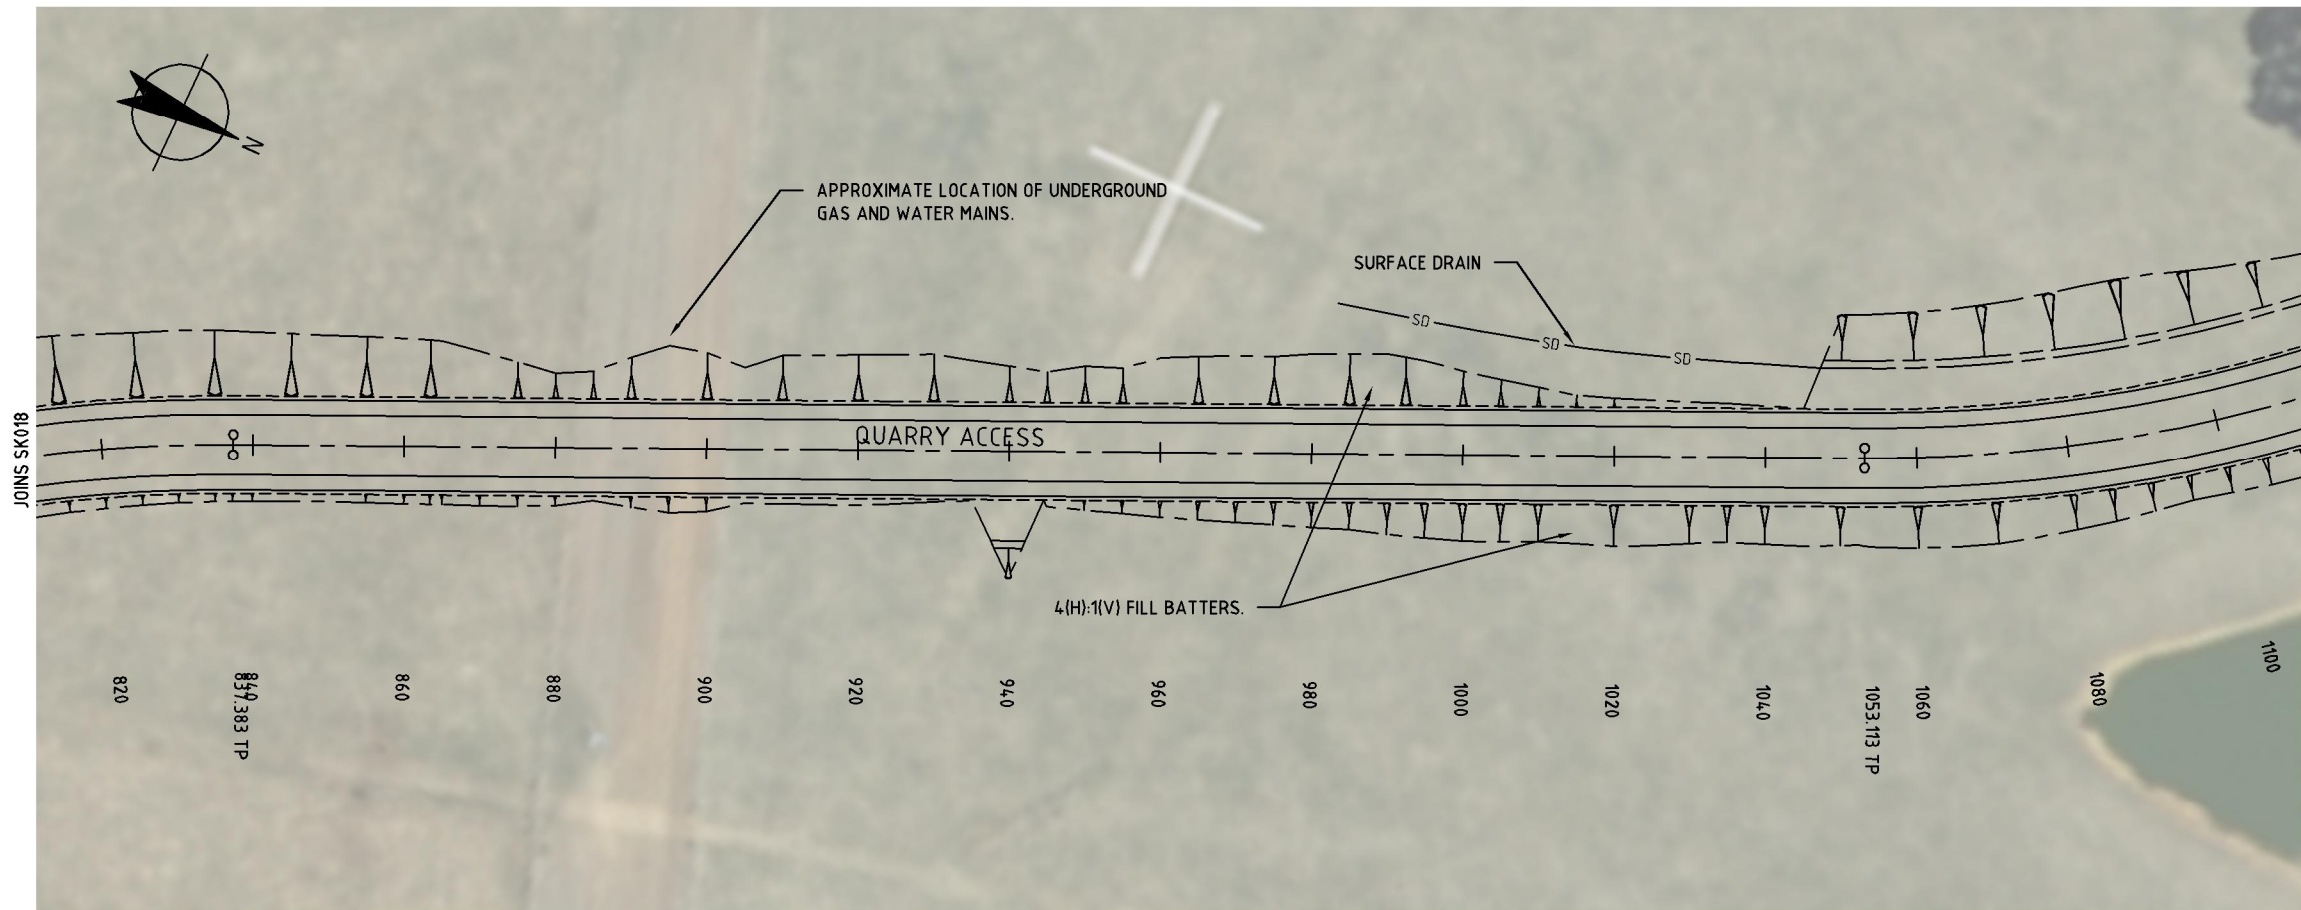 N
APPROXIMATE LOCATION OF UNDERGROUND
GAS AND WATER MAINS.
SURFACE DRAIN
SD
SD
SD
JOINS SK018
QUARRY ACCESS
4(H):1(V) FILL BATTERS.
820
837.383 TP
840
860
880
900
920
940
960
980
1000
1020
1040
1053.113 TP
1060
1080
1100